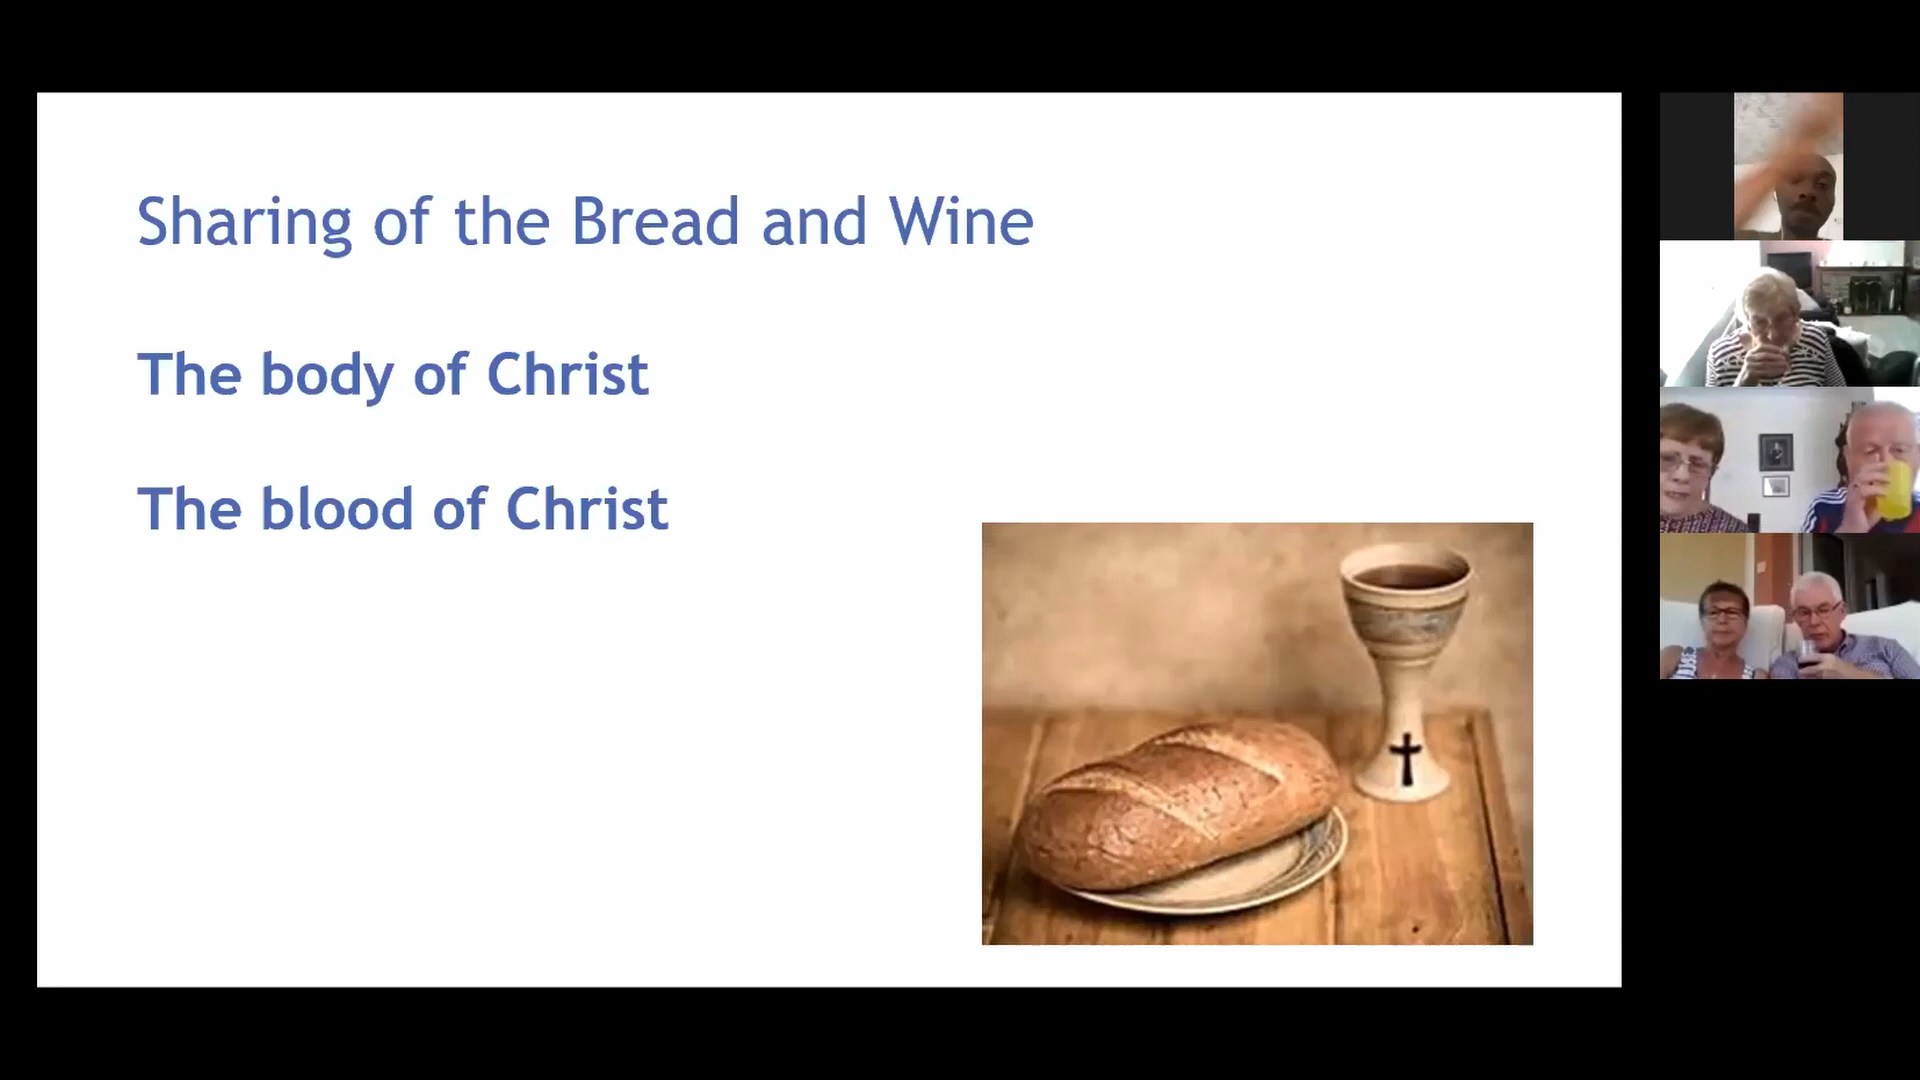 Sharing of the Bread and Wine
The body of Christ
The blood of Christ